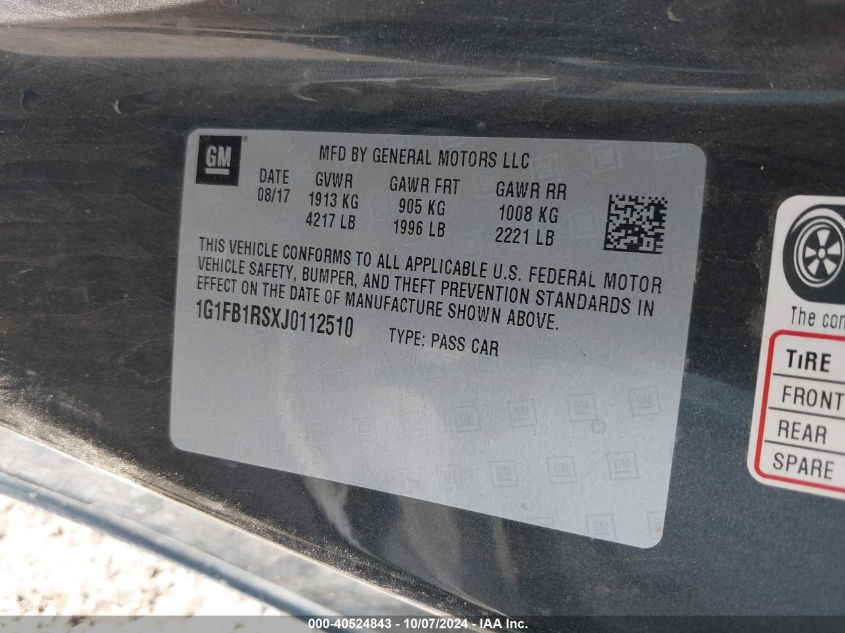 GM
MFD BY GENERAL MOTORS LLC
DATE GVWR GAWR FRT GAWR RR
08/17 1913 KG 905 KG 1008 KG
4217 LB 1996 LB 2221 LB
THIS VEHICLE CONFORMS TO ALL APPLICABLE U.S. FEDERAL MOTOR
VEHICLE SAFETY, BUMPER, AND THEFT PREVENTION STANDARDS IN
EFFECT ON THE DATE OF MANUFACTURE SHOWN ABOVE.
1G1FB1RSXJ0112510 TYPE: PASS CAR
The
TIRE
FRONT
REAR
SPARE
000-40524843 - 10/07/2024 - IAA Inc.